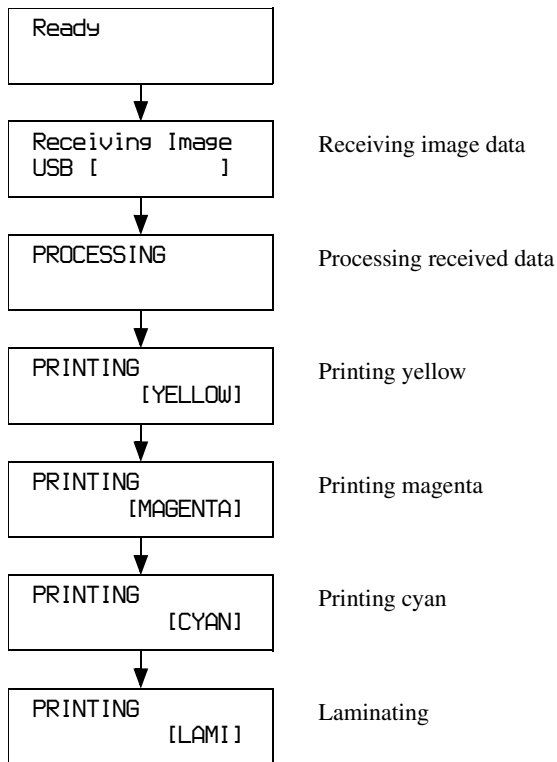 Ready
Receiving Image
USB [ ]
Receiving image data
PROCESSING
Processing received data
PRINTING
[YELLOW]
Printing yellow
PRINTING
[MAGENTA]
Printing magenta
PRINTING
[CYAN]
Printing cyan
PRINTING
[LAMI]
Laminating